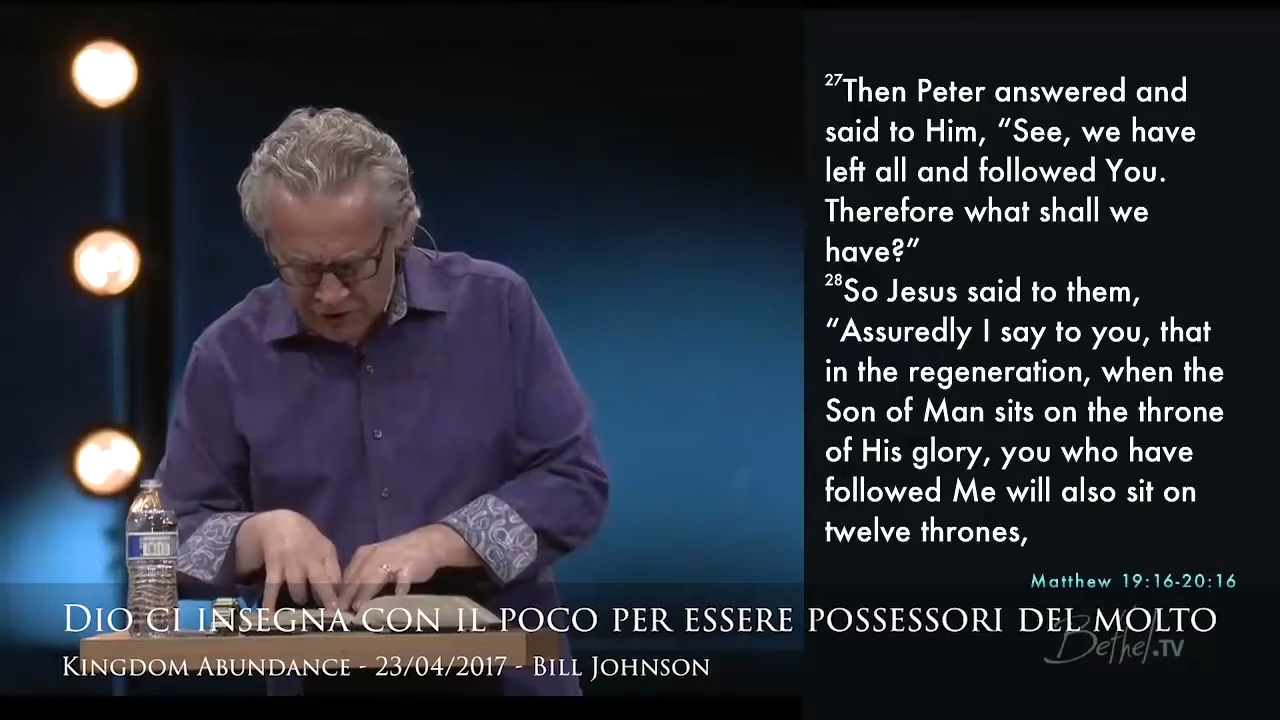 27Then Peter answered and
said to Him, “See, we have
left all and followed You.
Therefore what shall we
have?”
28So Jesus said to them,
“Assuredly I say to you, that
in the regeneration, when the
Son of Man sits on the throne
of His glory, you who have
followed Me will also sit on
twelve thrones,
Matthew 19:16-20:16
Dio ci insegna con il poco per essere possessori del molto
Bethel.TV
Kingdom Abundance - 23/04/2017 - Bill Johnson